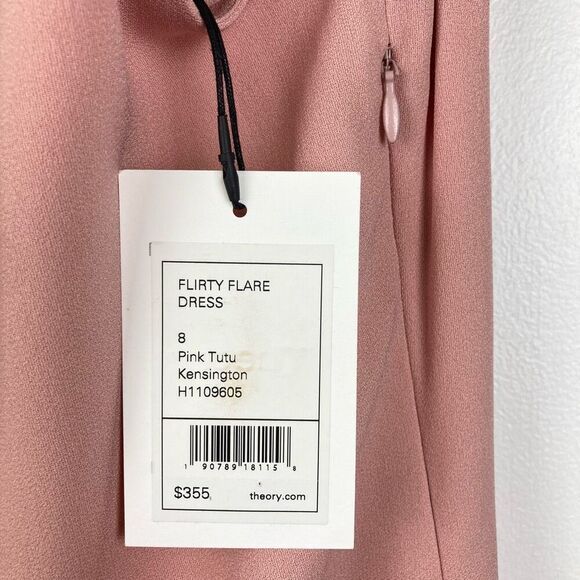 FLIRTY FLARE
DRESS
8
Pink Tutu
Kensington
H1109605
1 90789 18115 8
$355
theory.com